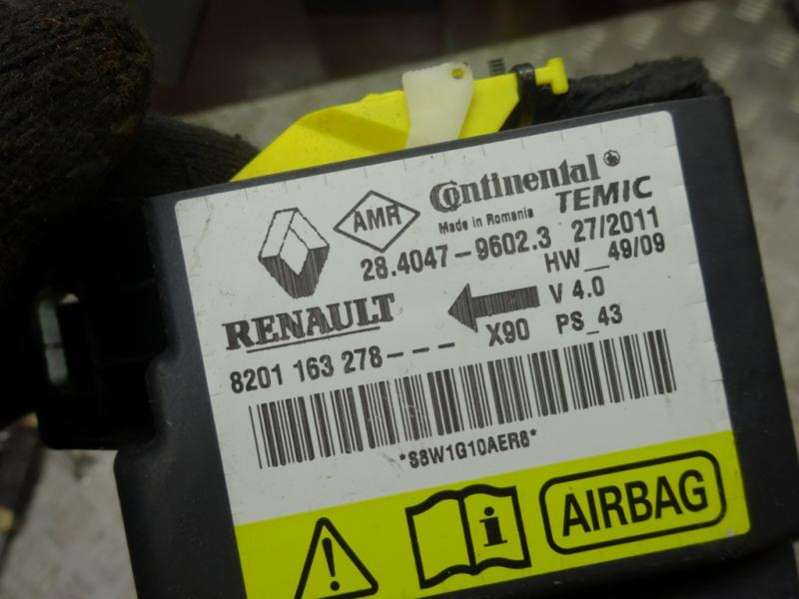 AMR
Continental
TEMIC
Made in Romania
28.4047-9602.3 27/2011
HW__49/09
RENAULT
V 4.0
8201 163 278--- X90 PS_43
*S8W1G10AER8*
AIRBAG